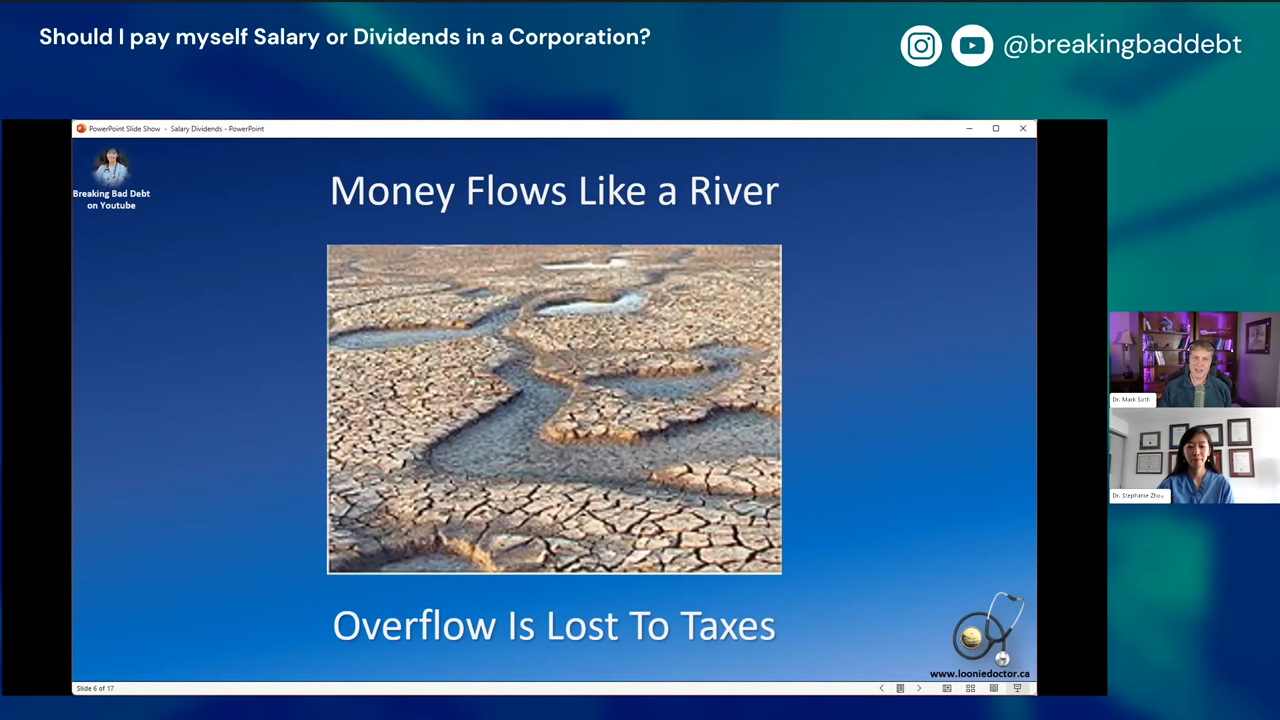 Should I pay myself Salary or Dividends in a Corporation?
@breakingbaddebt
PowerPoint Slide Show - Salary Dividends - PowerPoint
Breaking Bad Debt
on Youtube
Money Flows Like a River
Overflow Is Lost To Taxes
www.looniedoctor.ca
Slide 6 of 17
Dr. Mark Soth
Dr. Stephanie Zhou